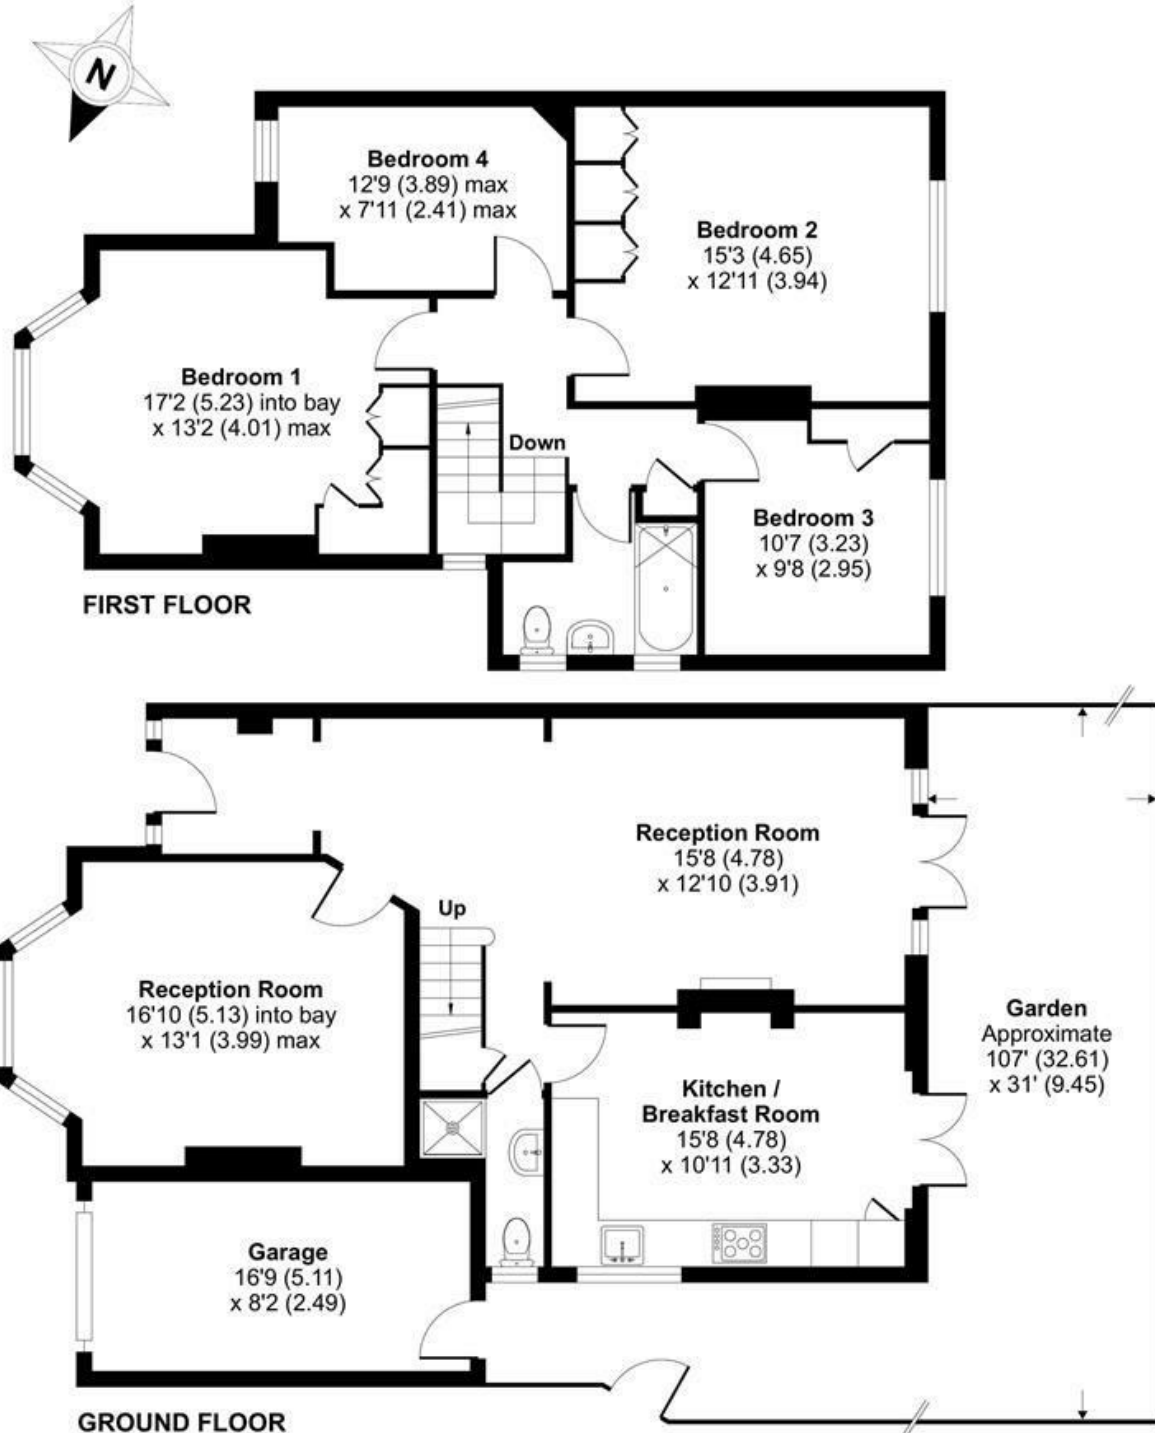 N
Bedroom 4
12'9 (3.89) max
x 7'11 (2.41) max
Bedroom 2
15'3 (4.65)
x 12'11 (3.94)
Bedroom 1
17'2 (5.23) into bay
x 13'2 (4.01) max
Down
Bedroom 3
10'7 (3.23)
x 9'8 (2.95)
FIRST FLOOR
Reception Room
15'8 (4.78)
x 12'10 (3.91)
Up
Reception Room
16'10 (5.13) into bay
x 13'1 (3.99) max
Garden
Approximate
107' (32.61)
x 31' (9.45)
Kitchen /
Breakfast Room
15'8 (4.78)
x 10'11 (3.33)
Garage
16'9 (5.11)
x 8'2 (2.49)
GROUND FLOOR